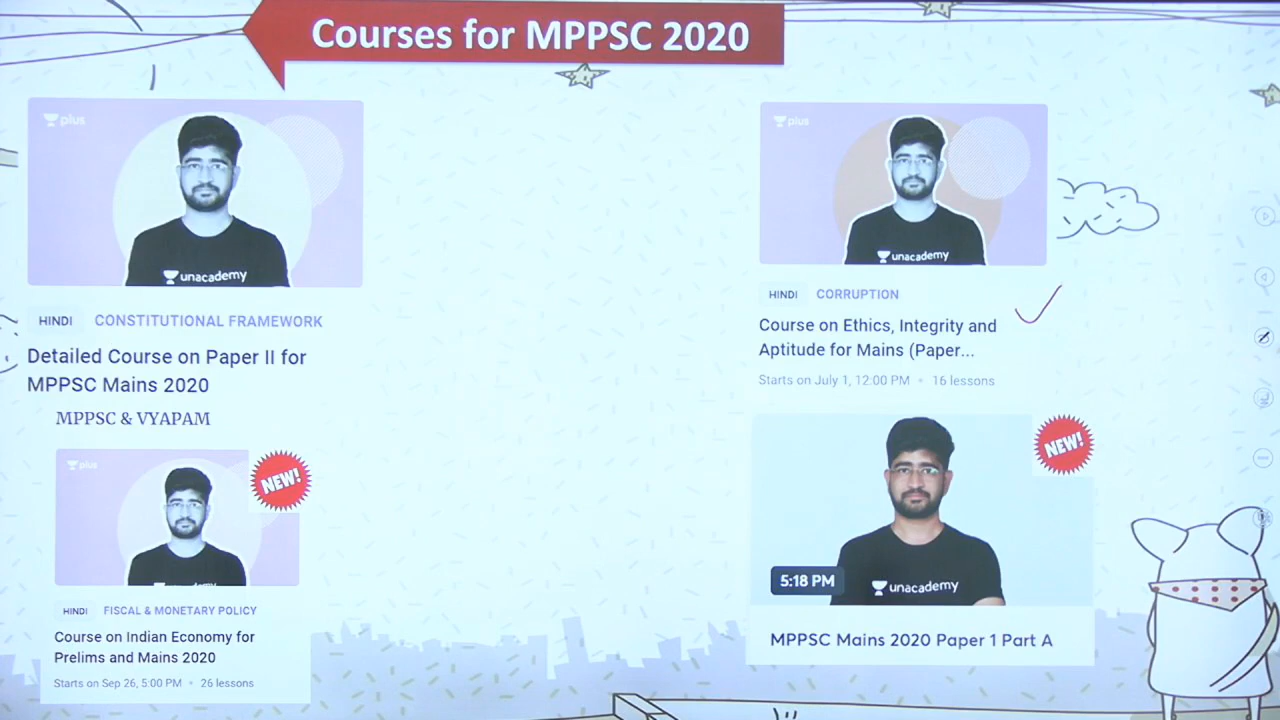 Courses for MPPSC 2020
plus
unacademy
HINDI CONSTITUTIONAL FRAMEWORK
Detailed Course on Paper II for
MPPSC Mains 2020
MPPSC & VYAPAM
plus
NEW!
unacademy
HINDI FISCAL & MONETARY POLICY
Course on Indian Economy for
Prelims and Mains 2020
Starts on Sep 26, 5:00 PM • 26 lessons
plus
unacademy
HINDI CORRUPTION
Course on Ethics, Integrity and
Aptitude for Mains (Paper...
Starts on July 1, 12:00 PM • 16 lessons
NEW!
5:18 PM
unacademy
MPPSC Mains 2020 Paper 1 Part A